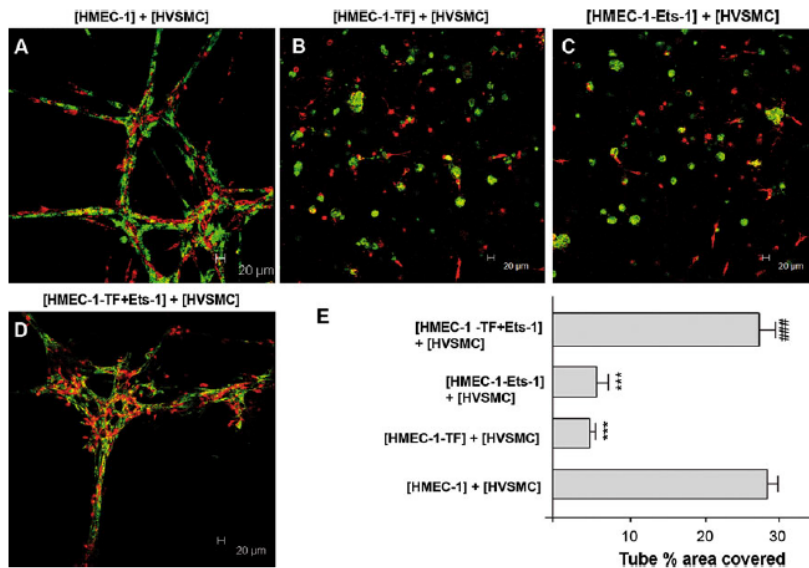 [HMEC-1] + [HVSMC]
[HMEC-1-TF] + [HVSMC]
[HMEC-1-Ets-1] + [HVSMC]
A
B
C
20 µm
20 µm
20 µm
[HMEC-1-TF+Ets-1] + [HVSMC]
D
20 µm
E
[HMEC-1 -TF+Ets-1]
+ [HVSMC]
###
[HMEC-1-Ets-1]
+ [HVSMC]
***
[HMEC-1-TF] + [HVSMC]
***
[HMEC-1] + [HVSMC]
10 20 30
Tube % area covered